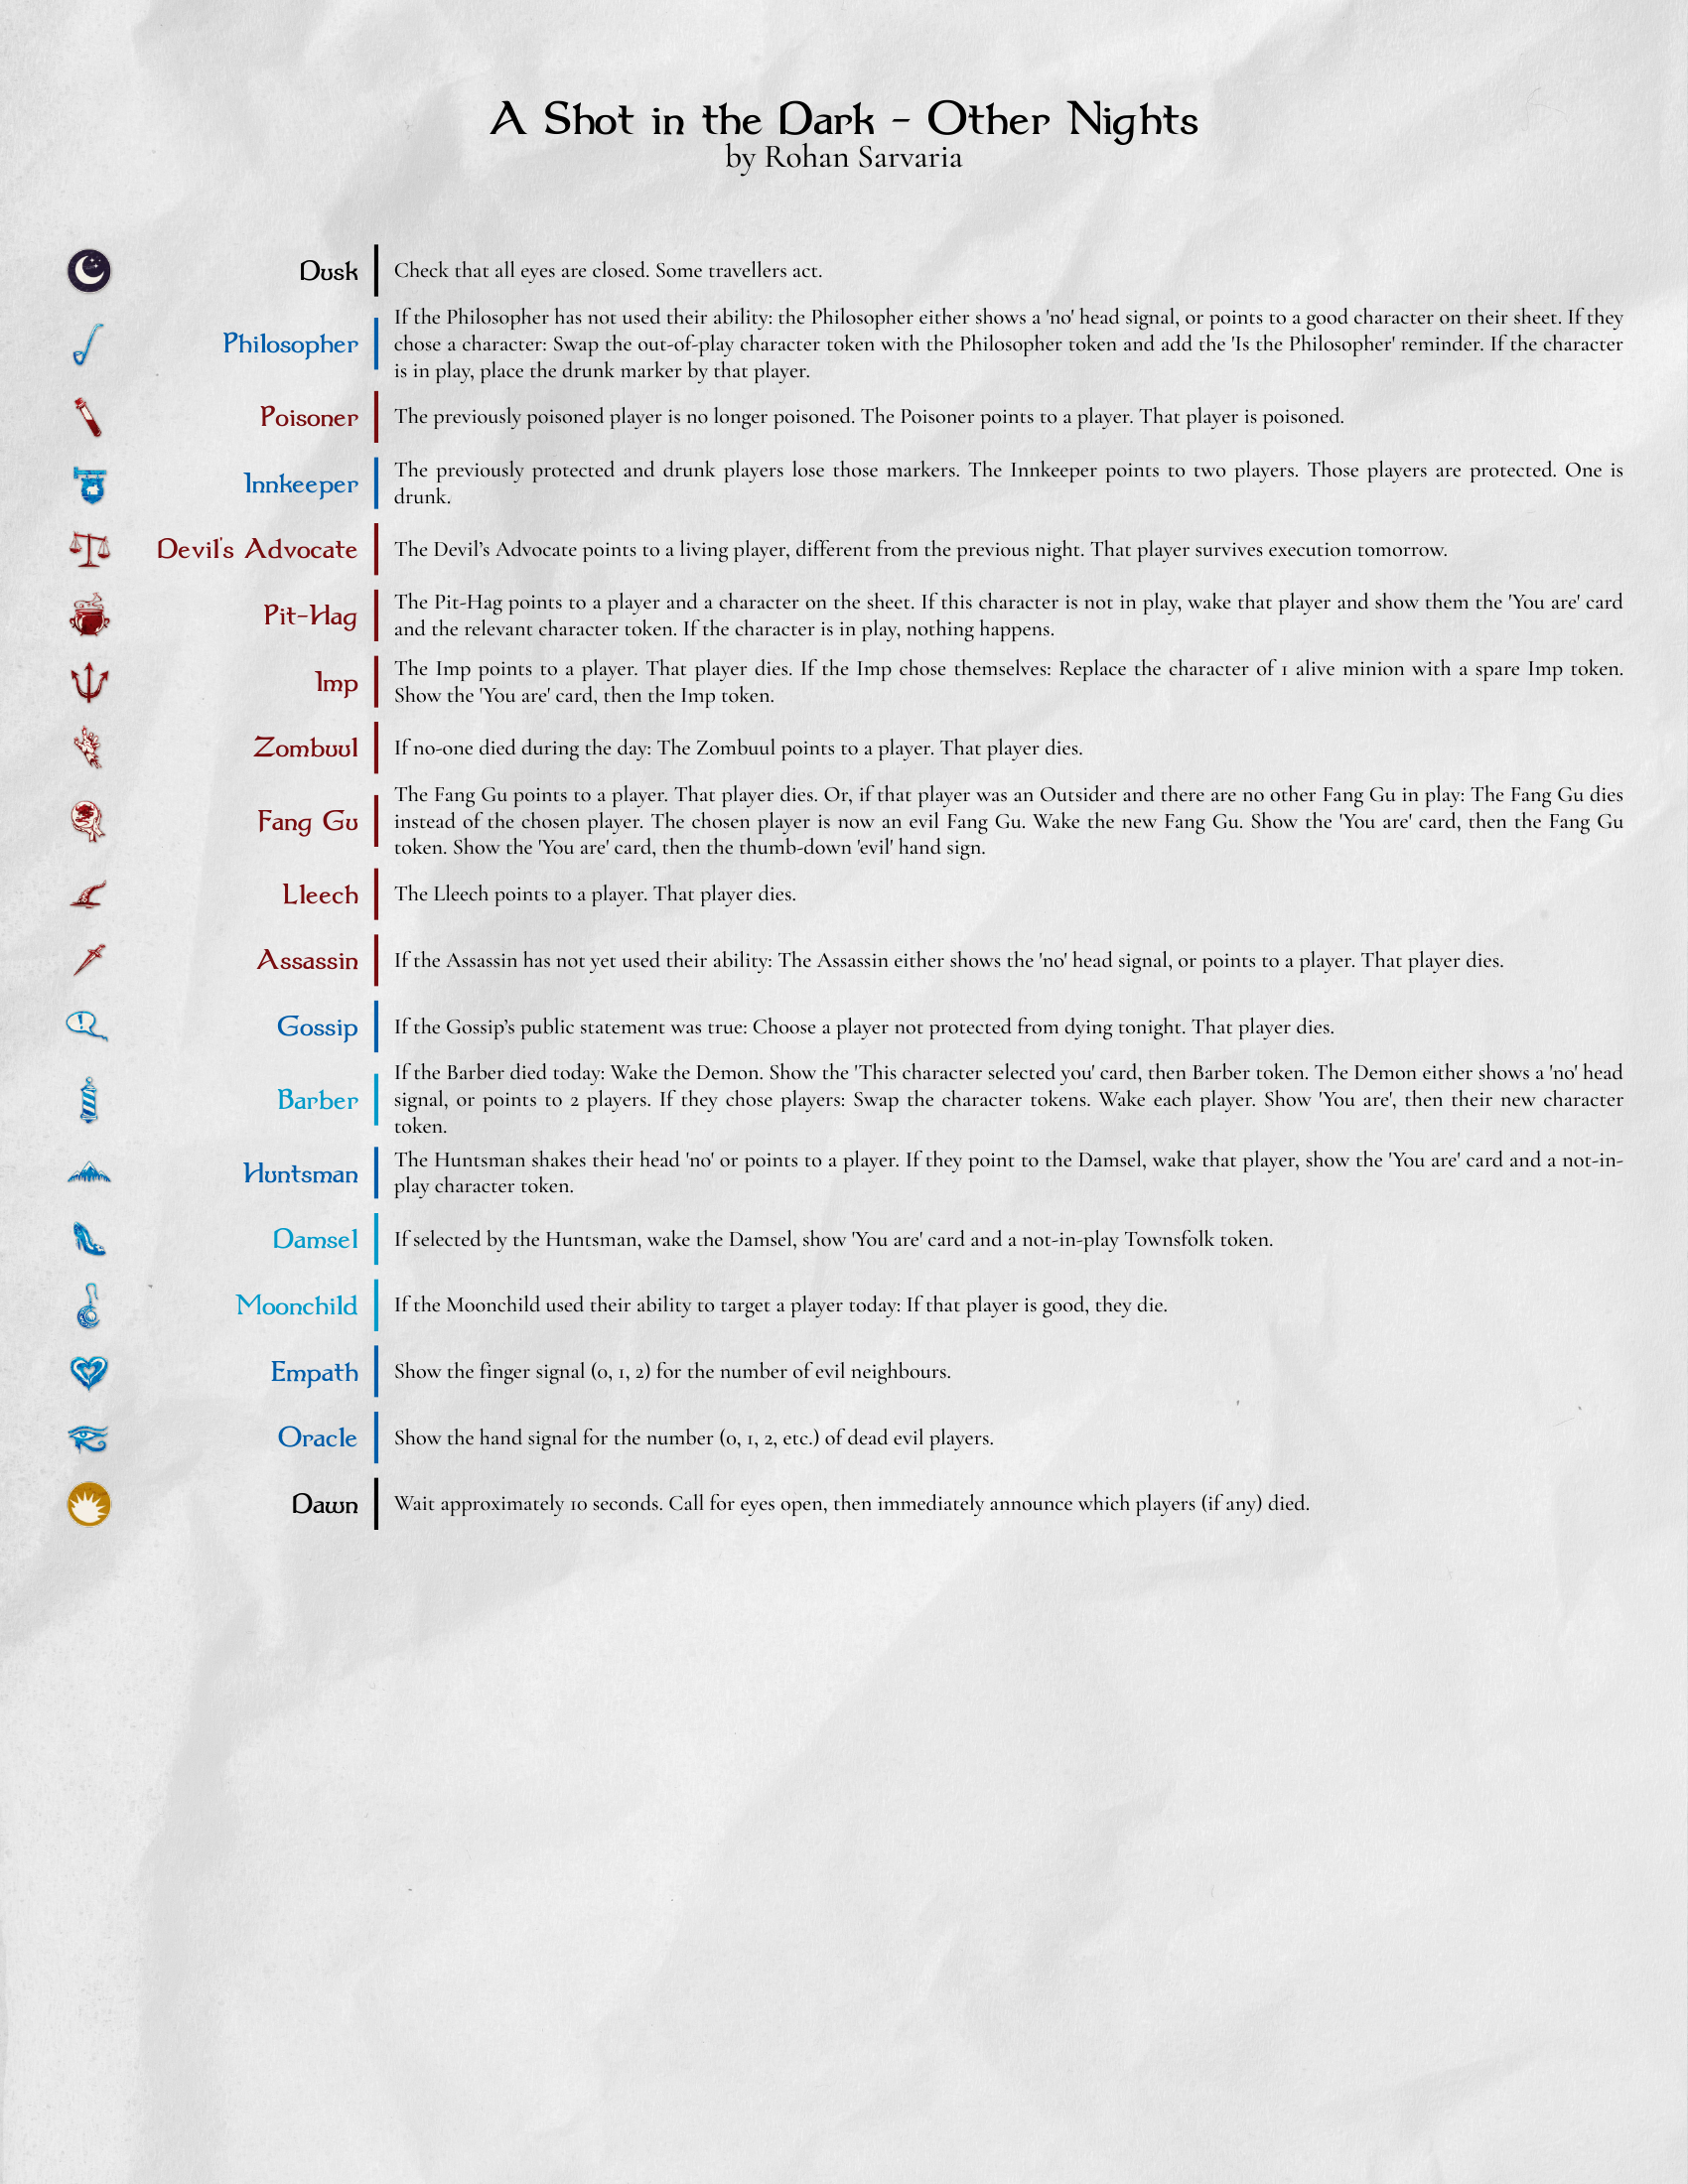 A Shot in the Dark - Other Nights
by Rohan Sarvaria
Dusk
Check that all eyes are closed. Some travellers act.
Philosopher
If the Philosopher has not used their ability: the Philosopher either shows a 'no' head signal, or points to a good character on their sheet. If they
chose a character: Swap the out-of-play character token with the Philosopher token and add the 'Is the Philosopher' reminder. If the character
is in play, place the drunk marker by that player.
Poisoner
The previously poisoned player is no longer poisoned. The Poisoner points to a player. That player is poisoned.
Innkeeper
The previously protected and drunk players lose those markers. The Innkeeper points to two players. Those players are protected. One is
drunk.
Devil's Advocate
The Devil’s Advocate points to a living player, different from the previous night. That player survives execution tomorrow.
Pit-Hag
The Pit-Hag points to a player and a character on the sheet. If this character is not in play, wake that player and show them the 'You are' card
and the relevant character token. If the character is in play, nothing happens.
Imp
The Imp points to a player. That player dies. If the Imp chose themselves: Replace the character of 1 alive minion with a spare Imp token.
Show the 'You are' card, then the Imp token.
Zombuul
If no-one died during the day: The Zombuul points to a player. That player dies.
Fang Gu
The Fang Gu points to a player. That player dies. Or, if that player was an Outsider and there are no other Fang Gu in play: The Fang Gu dies
instead of the chosen player. The chosen player is now an evil Fang Gu. Wake the new Fang Gu. Show the 'You are' card, then the Fang Gu
token. Show the 'You are' card, then the thumb-down 'evil' hand sign.
Lleech
The Lleech points to a player. That player dies.
Assassin
If the Assassin has not yet used their ability: The Assassin either shows the 'no' head signal, or points to a player. That player dies.
Gossip
If the Gossip’s public statement was true: Choose a player not protected from dying tonight. That player dies.
Barber
If the Barber died today: Wake the Demon. Show the 'This character selected you' card, then Barber token. The Demon either shows a 'no' head
signal, or points to 2 players. If they chose players: Swap the character tokens. Wake each player. Show 'You are', then their new character
token.
Huntsman
The Huntsman shakes their head 'no' or points to a player. If they point to the Damsel, wake that player, show the 'You are' card and a not-in-
play character token.
Damsel
If selected by the Huntsman, wake the Damsel, show 'You are' card and a not-in-play Townsfolk token.
Moonchild
If the Moonchild used their ability to target a player today: If that player is good, they die.
Empath
Show the finger signal (0, 1, 2) for the number of evil neighbours.
Oracle
Show the hand signal for the number (0, 1, 2, etc.) of dead evil players.
Dawn
Wait approximately 10 seconds. Call for eyes open, then immediately announce which players (if any) died.